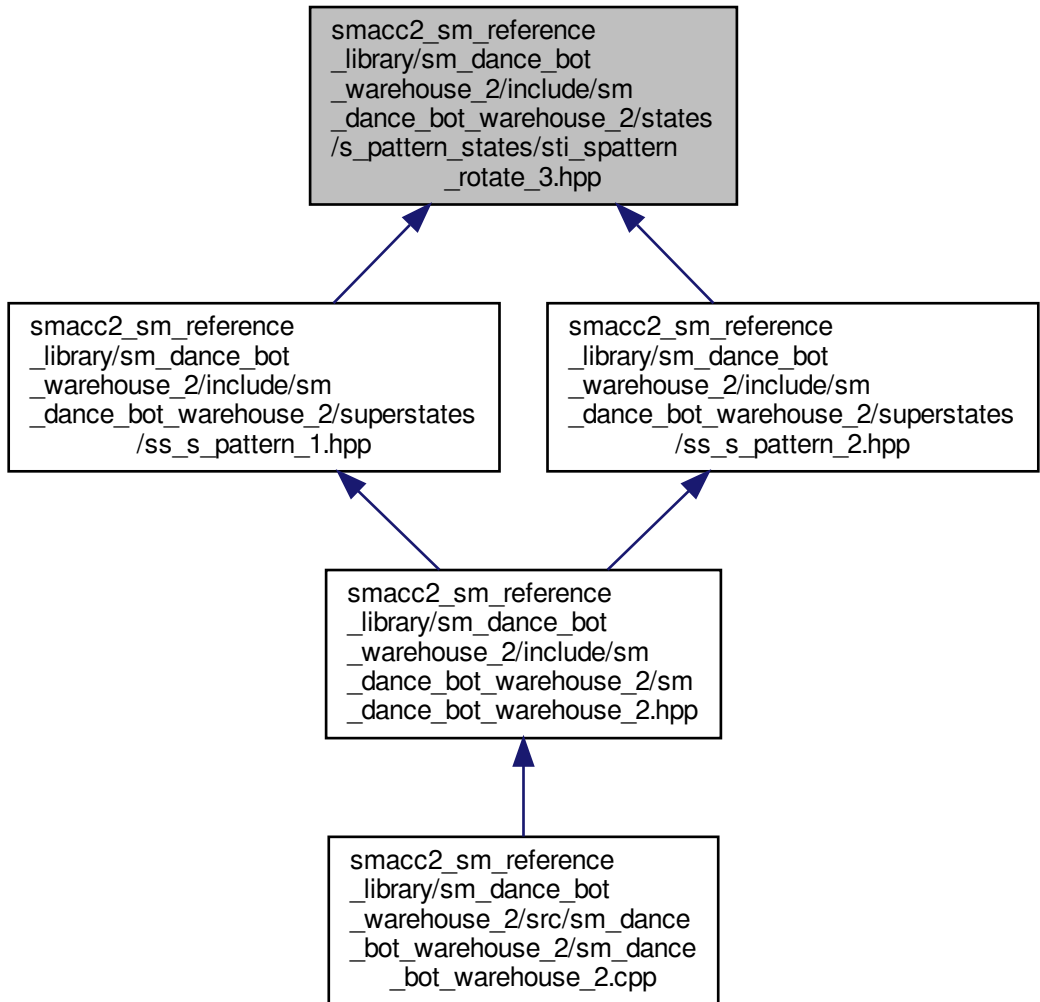 smacc2_sm_reference
_library/sm_dance_bot
_warehouse_2/include/sm
_dance_bot_warehouse_2/states
/s_pattern_states/sti_spattern
_rotate_3.hpp
smacc2_sm_reference
_library/sm_dance_bot
_warehouse_2/include/sm
_dance_bot_warehouse_2/superstates
/ss_s_pattern_1.hpp
smacc2_sm_reference
_library/sm_dance_bot
_warehouse_2/include/sm
_dance_bot_warehouse_2/superstates
/ss_s_pattern_2.hpp
smacc2_sm_reference
_library/sm_dance_bot
_warehouse_2/include/sm
_dance_bot_warehouse_2/sm
_dance_bot_warehouse_2.hpp
smacc2_sm_reference
_library/sm_dance_bot
_warehouse_2/src/sm_dance
_bot_warehouse_2/sm_dance
_bot_warehouse_2.cpp